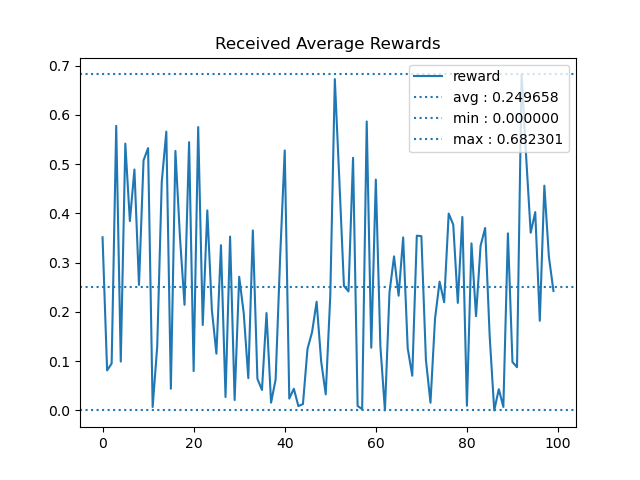 Received Average Rewards
reward
avg : 0.249658
min : 0.000000
max : 0.682301
0.7
0.6
0.5
0.4
0.3
0.2
0.1
0.0
0 20 40 60 80 100